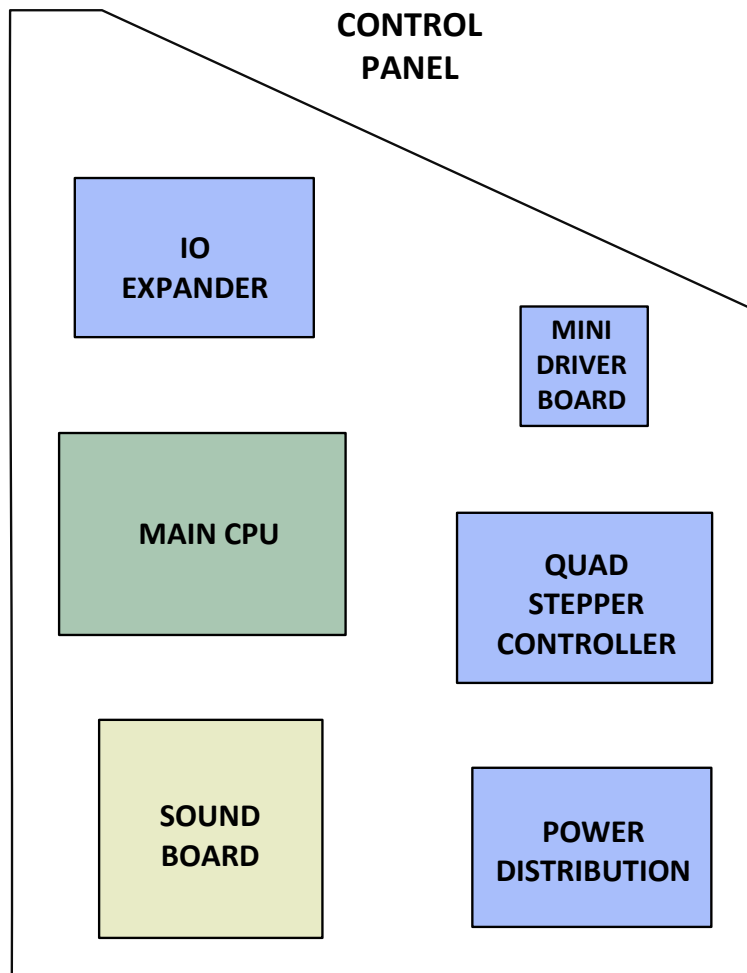 CONTROL
PANEL
IO
EXPANDER
MINI
DRIVER
BOARD
MAIN CPU
QUAD
STEPPER
CONTROLLER
SOUND
BOARD
POWER
DISTRIBUTION